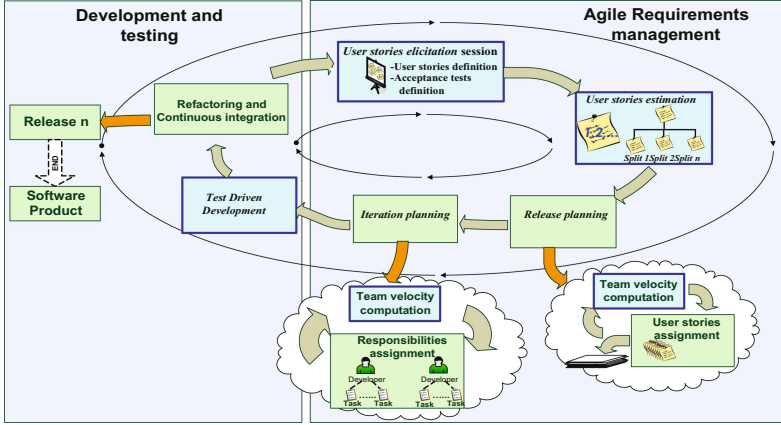 Development and
testing
Agile Requirements
management
User stories elicitation session
-User stories definition
-Acceptance tests
definition
Refactoring and
Continuous integration
Release n
END
Software
Product
User stories estimation
1,2,...
Split 1Split 2Split n
Test Driven
Development
Iteration planning
Release planning
Team velocity
computation
Responsibilities
assignment
Developer
Developer
Task
Task
Task
Task
Team velocity
computation
User stories
assignment